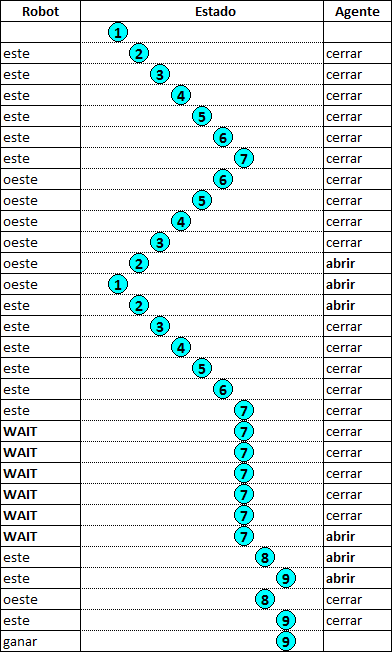 Robot Estado Agente
1
este 2 cerrar
este 3 cerrar
este 4 cerrar
este 5 cerrar
este 6 cerrar
este 7 cerrar
oeste 6 cerrar
oeste 5 cerrar
oeste 4 cerrar
oeste 3 cerrar
oeste 2 abrir
oeste 1 abrir
este 2 abrir
este 3 cerrar
este 4 cerrar
este 5 cerrar
este 6 cerrar
este 7 cerrar
WAIT 7 cerrar
WAIT 7 cerrar
WAIT 7 cerrar
WAIT 7 cerrar
WAIT 7 cerrar
WAIT 7 abrir
este 8 abrir
este 9 abrir
oeste 8 cerrar
este 9 cerrar
ganar 9